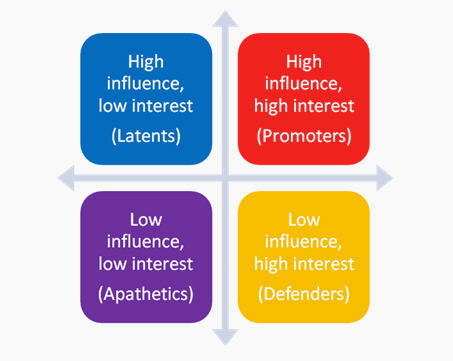 High
influence,
low interest
(Latents)
High
influence,
high interest
(Promoters)
Low
influence,
low interest
(Apathetics)
Low
influence,
high interest
(Defenders)